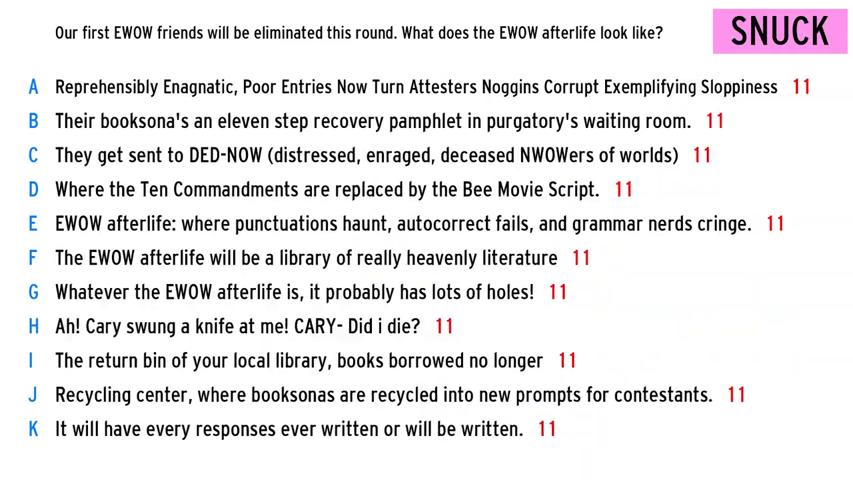 Our first EWOW friends will be eliminated this round. What does the EWOW afterlife look like?
SNUCK
A Reprehensibly Enagnatic, Poor Entries Now Turn Attesters Noggins Corrupt Exemplifying Sloppiness 11
B Their booksona's an eleven step recovery pamphlet in purgatory's waiting room. 11
C They get sent to DED-NOW (distressed, enraged, deceased NWOWers of worlds) 11
D Where the Ten Commandments are replaced by the Bee Movie Script. 11
E EWOW afterlife: where punctuations haunt, autocorrect fails, and grammar nerds cringe. 11
F The EWOW afterlife will be a library of really heavenly literature 11
G Whatever the EWOW afterlife is, it probably has lots of holes! 11
H Ah! Cary swung a knife at me! CARY- Did i die? 11
I The return bin of your local library, books borrowed no longer 11
J Recycling center, where booksonas are recycled into new prompts for contestants. 11
K It will have every responses ever written or will be written. 11